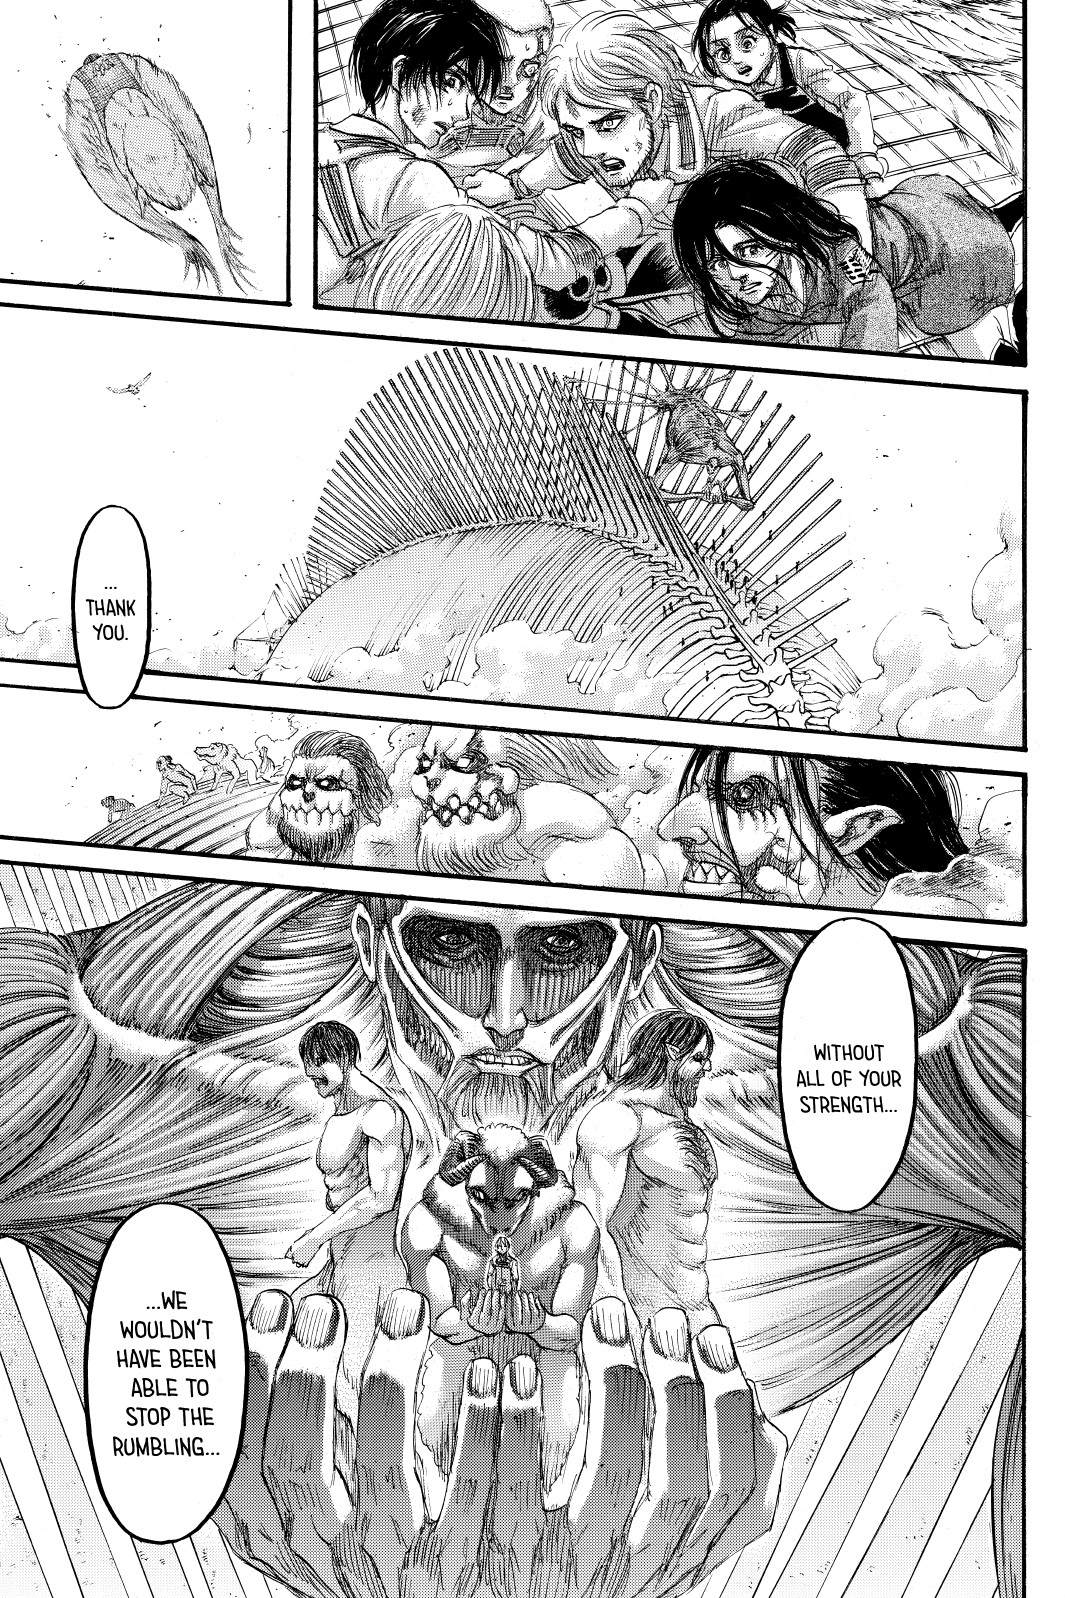 ...
THANK
YOU.
WITHOUT
ALL OF YOUR
STRENGTH...
...WE
WOULDN'T
HAVE BEEN
ABLE TO
STOP THE
RUMBLING...